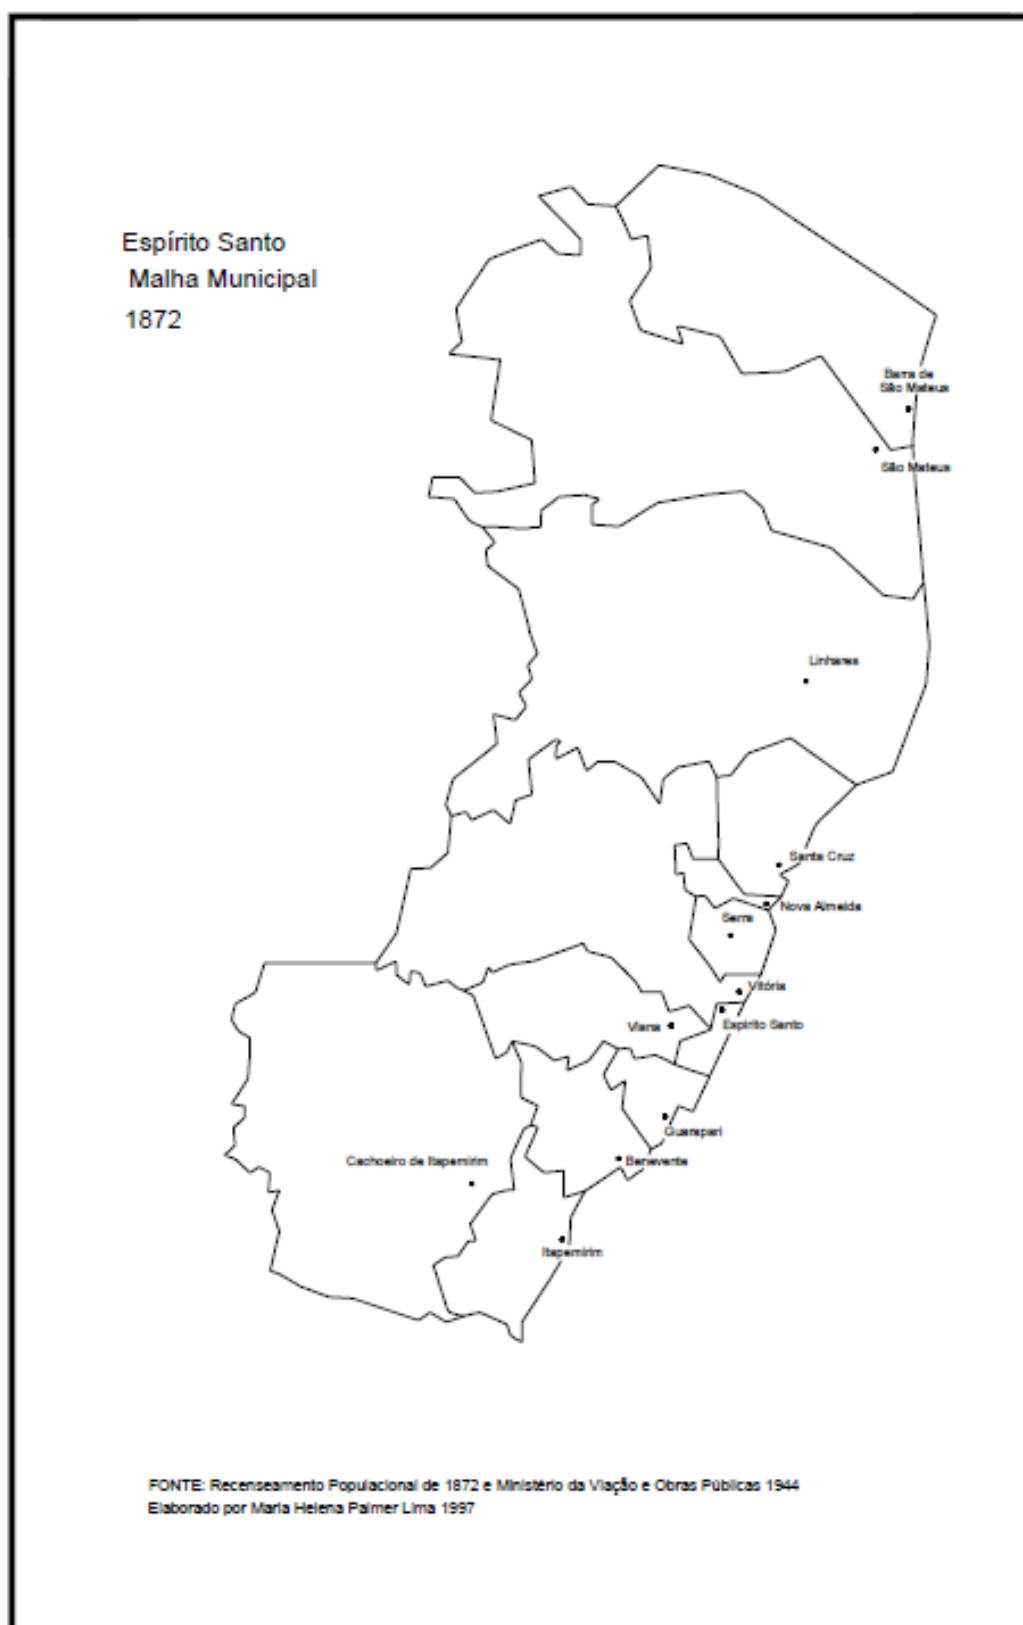 Espírito Santo
Malha Municipal
1872
Barra de
São Mateus
São Mateus
Linhares
Santa Cruz
Nova Almeida
Serra
Vitória
Espírito Santo
Viana
Guarapari
Benevente
Cachoeiro de Itapemirim
Itapemirim
FONTE: Recenseamento Populacional de 1872 e Ministério da Viação e Obras Públicas 1944
Elaborado por Maria Helena Palmer Lima 1997